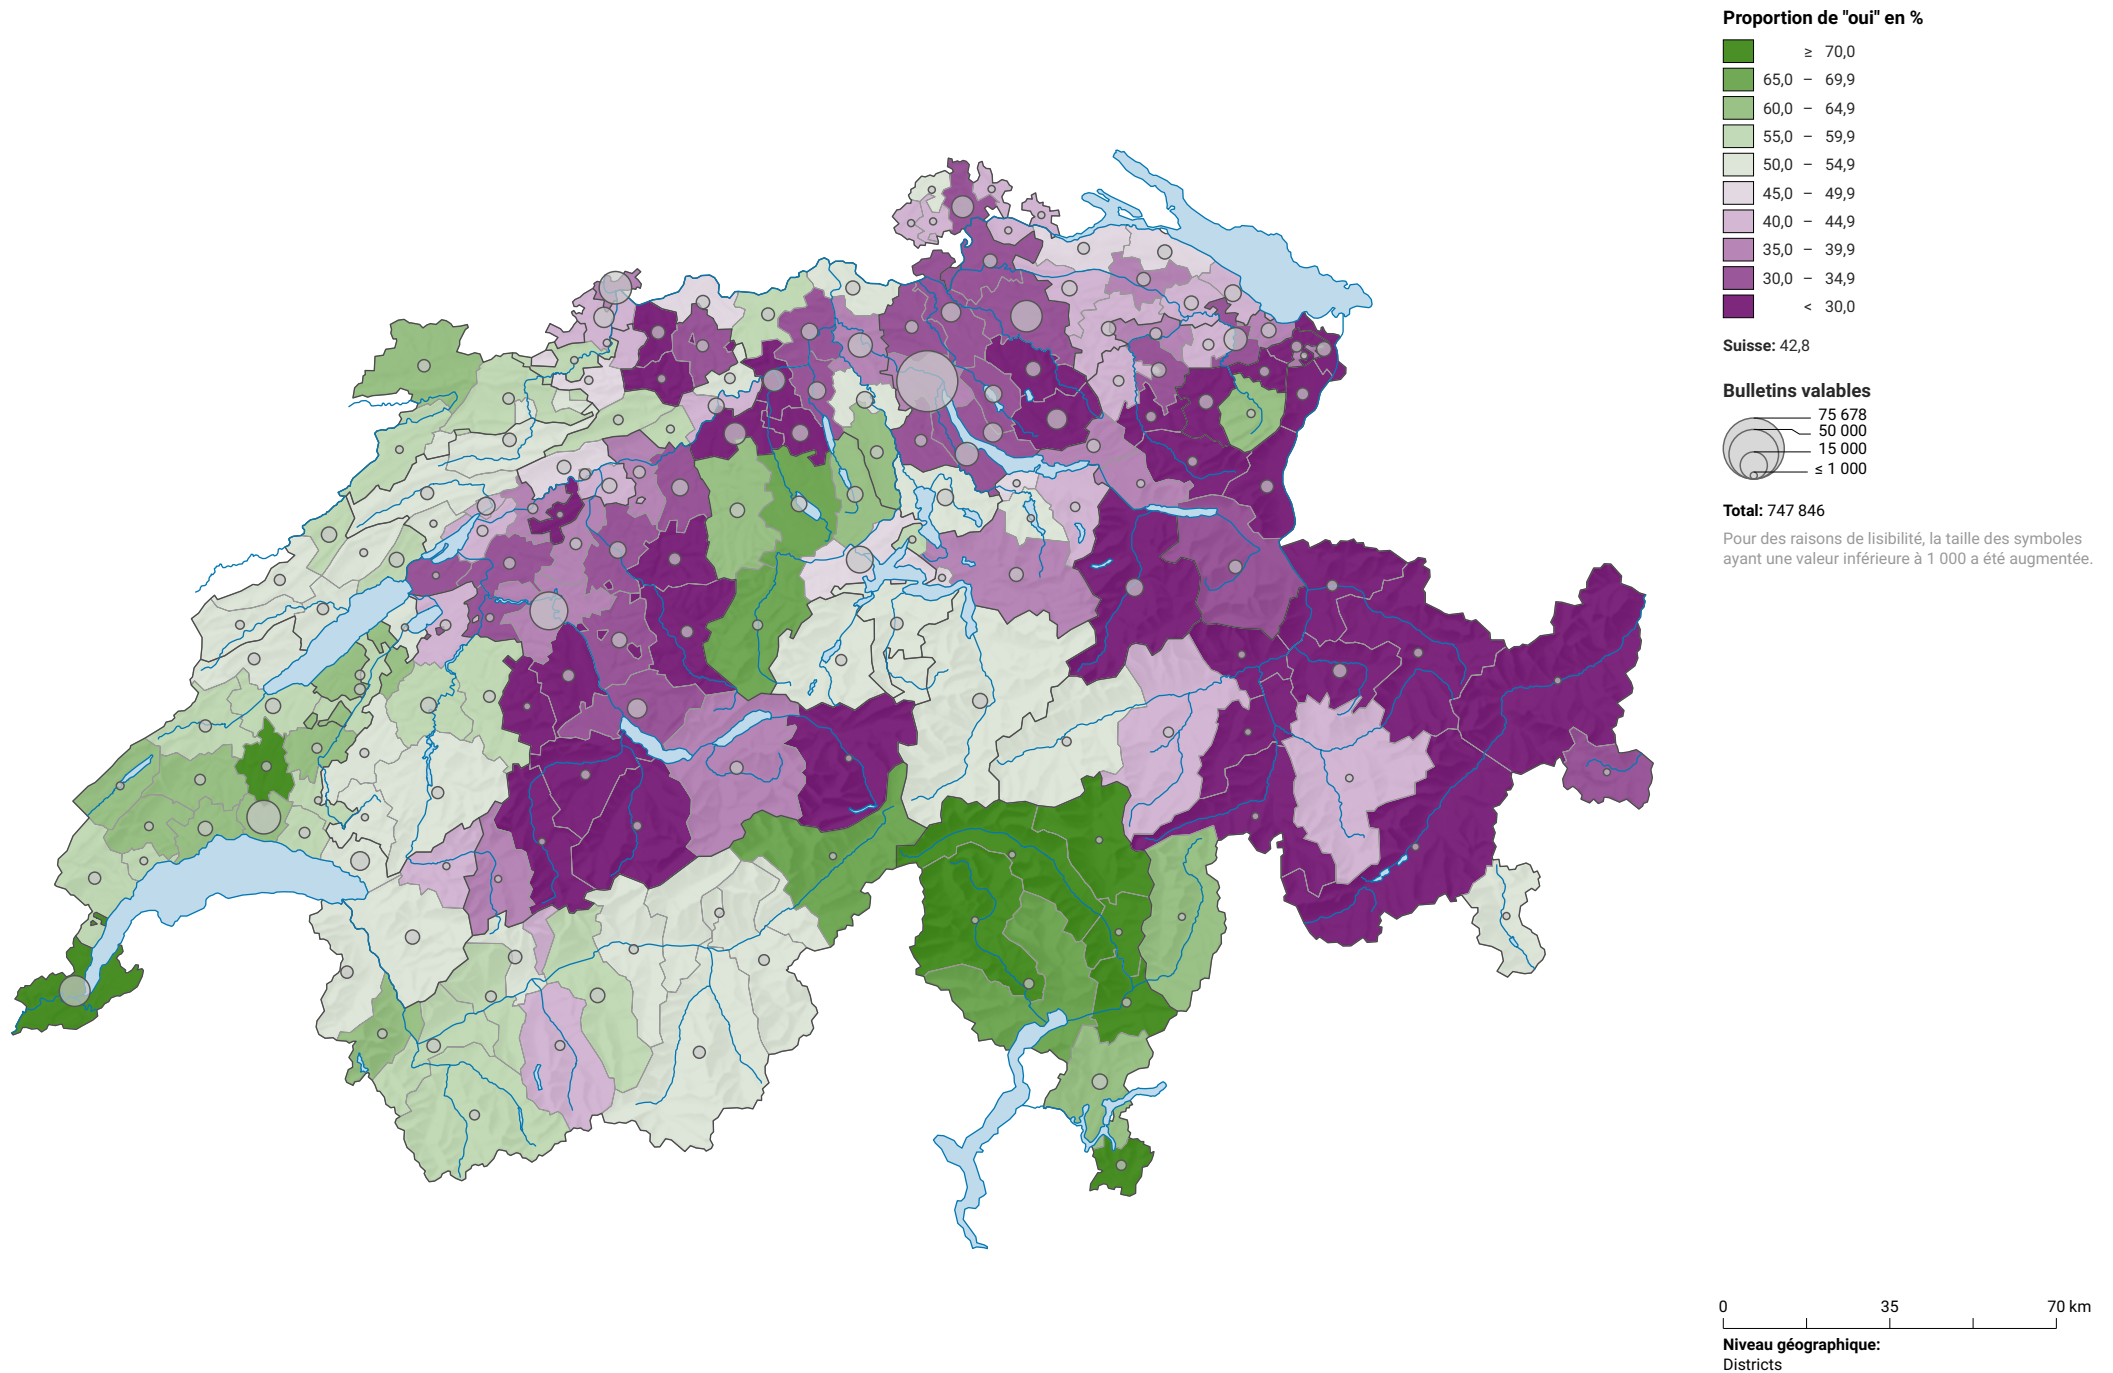 Proportion de "oui" en %
≥ 70,0
65,0 – 69,9
60,0 – 64,9
55,0 – 59,9
50,0 – 54,9
45,0 – 49,9
40,0 – 44,9
35,0 – 39,9
30,0 – 34,9
< 30,0
Suisse: 42,8
Bulletins valables
75 678
50 000
15 000
≤ 1 000
Total: 747 846
Pour des raisons de lisibilité, la taille des symboles
ayant une valeur inférieure à 1 000 a été augmentée.
0 35 70 km
Niveau géographique:
Districts